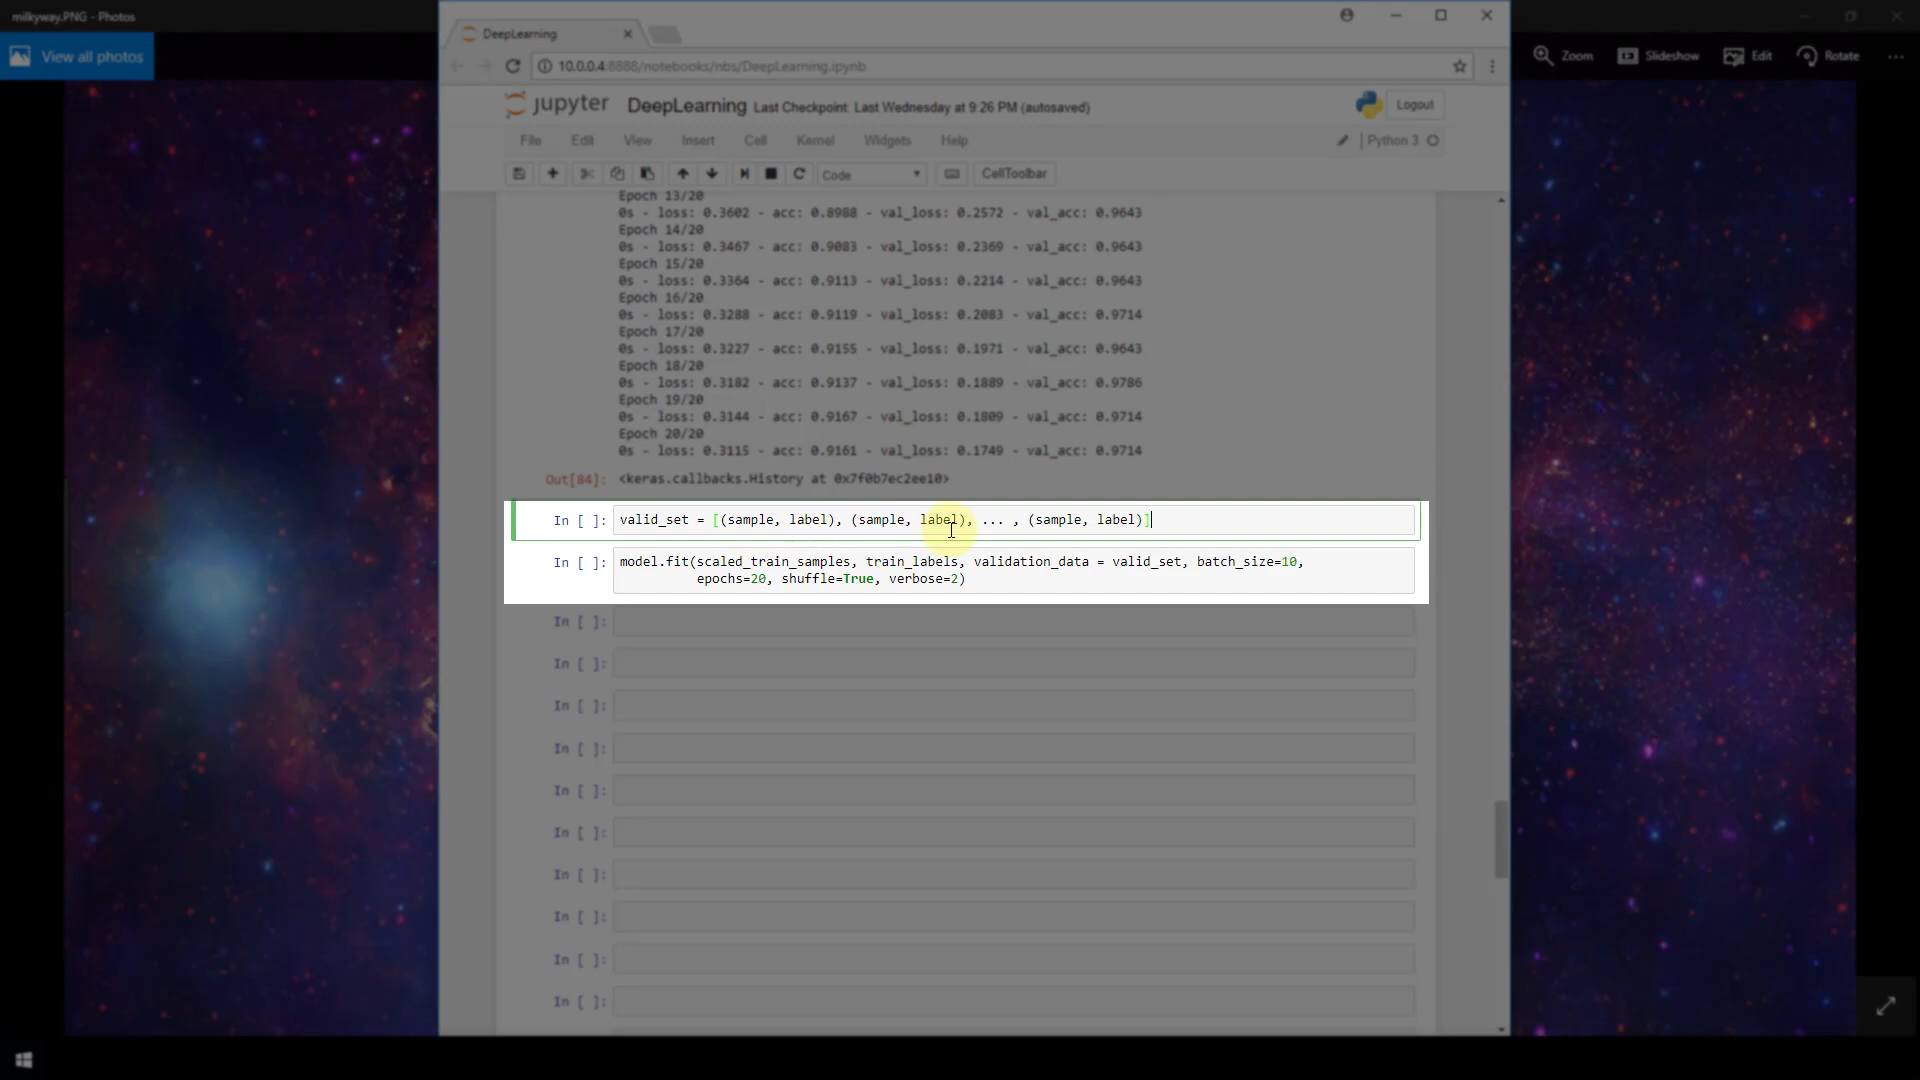 milkyway.PNG - Photos
View all photos
Zoom
Slideshow
Edit
Rotate
DeepLearning
10.0.0.4:8888/notebooks/nbs/DeepLearning.ipynb
jupyter DeepLearning Last Checkpoint: Last Wednesday at 9:26 PM (autosaved)
Logout
File Edit View Insert Cell Kernel Widgets Help
Python 3
Code
CellToolbar
Epoch 13/20
0s - loss: 0.3602 - acc: 0.8988 - val_loss: 0.2572 - val_acc: 0.9643
Epoch 14/20
0s - loss: 0.3467 - acc: 0.9083 - val_loss: 0.2369 - val_acc: 0.9643
Epoch 15/20
0s - loss: 0.3364 - acc: 0.9113 - val_loss: 0.2214 - val_acc: 0.9643
Epoch 16/20
0s - loss: 0.3288 - acc: 0.9119 - val_loss: 0.2083 - val_acc: 0.9714
Epoch 17/20
0s - loss: 0.3227 - acc: 0.9155 - val_loss: 0.1971 - val_acc: 0.9643
Epoch 18/20
0s - loss: 0.3182 - acc: 0.9137 - val_loss: 0.1889 - val_acc: 0.9786
Epoch 19/20
0s - loss: 0.3144 - acc: 0.9167 - val_loss: 0.1809 - val_acc: 0.9714
Epoch 20/20
0s - loss: 0.3115 - acc: 0.9161 - val_loss: 0.1749 - val_acc: 0.9714
Out[84]: <keras.callbacks.History at 0x7f0b7ec2ee10>
In [ ]: valid_set = [(sample, label), (sample, label), ... , (sample, label)]
In [ ]: model.fit(scaled_train_samples, train_labels, validation_data = valid_set, batch_size=10,
epochs=20, shuffle=True, verbose=2)
In [ ]:
In [ ]:
In [ ]:
In [ ]:
In [ ]:
In [ ]:
In [ ]:
In [ ]:
In [ ]:
In [ ]: